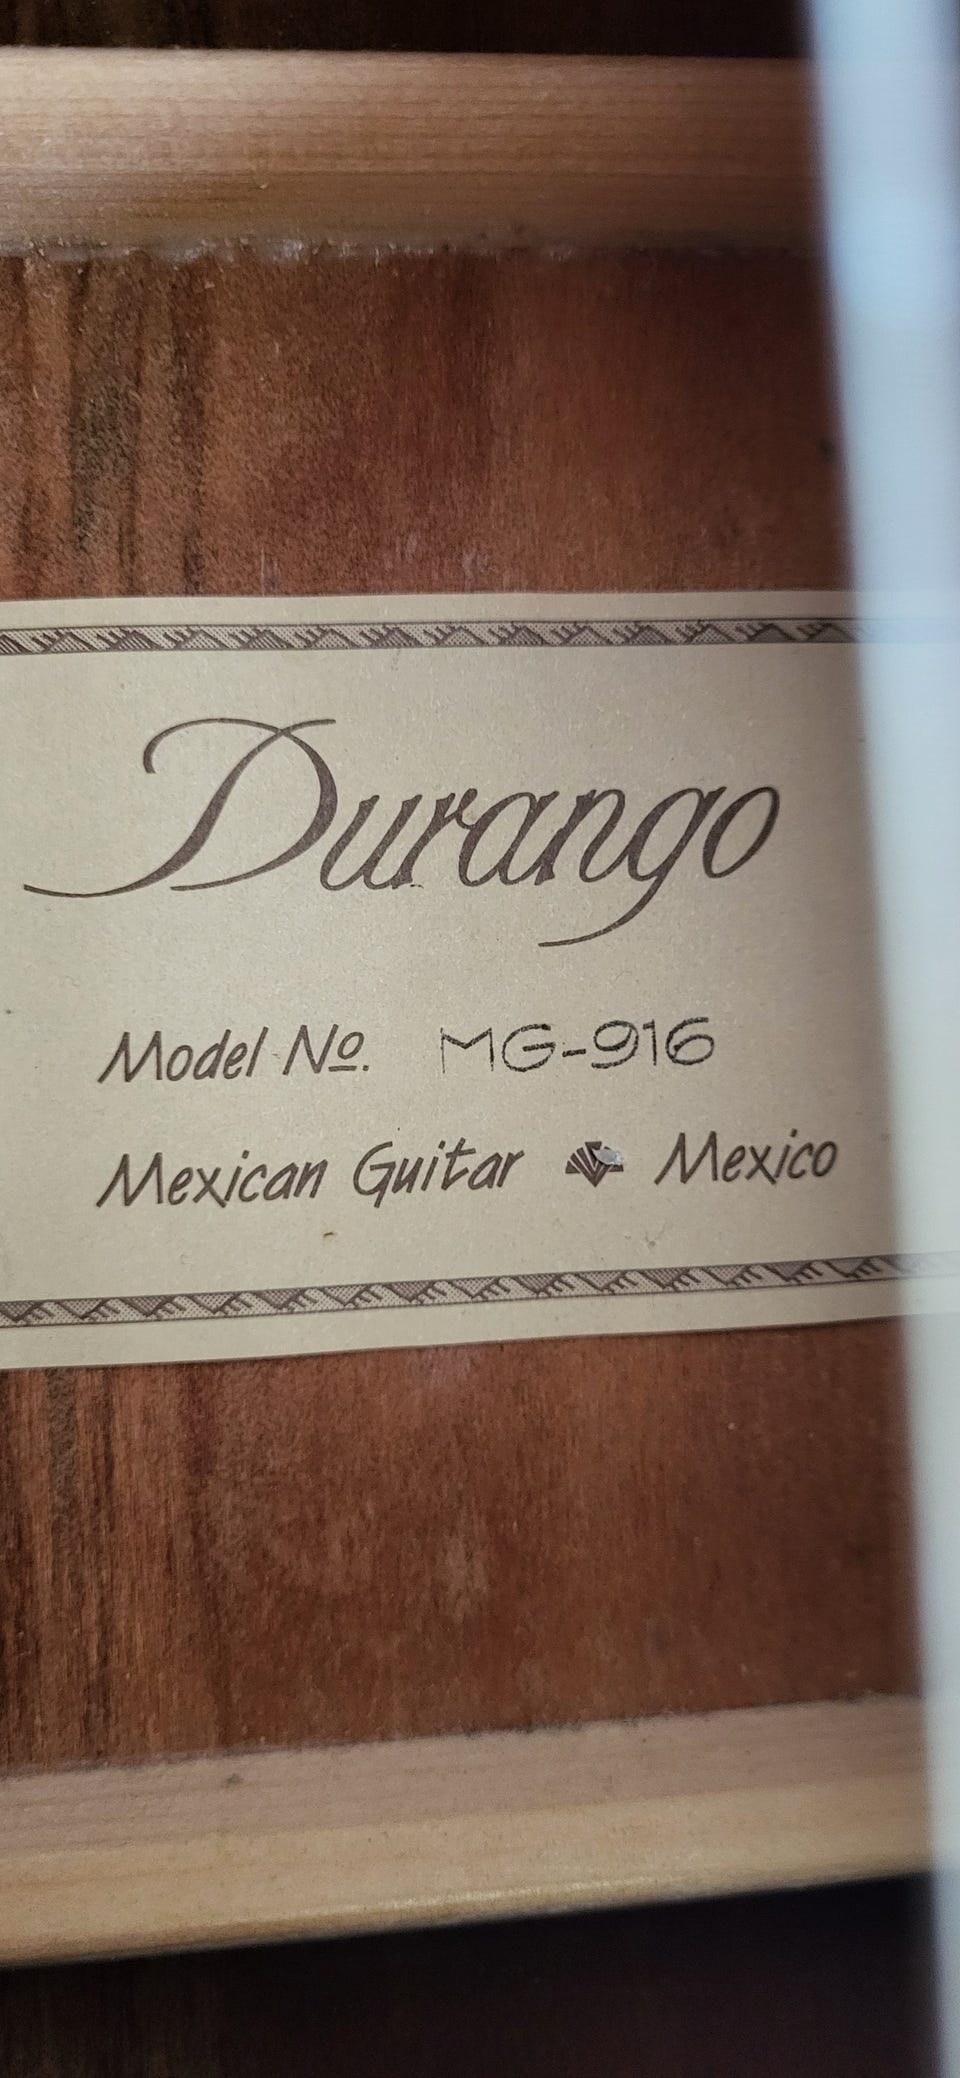 Durango
Model Nº. MG-916
Mexican Guitar Mexico